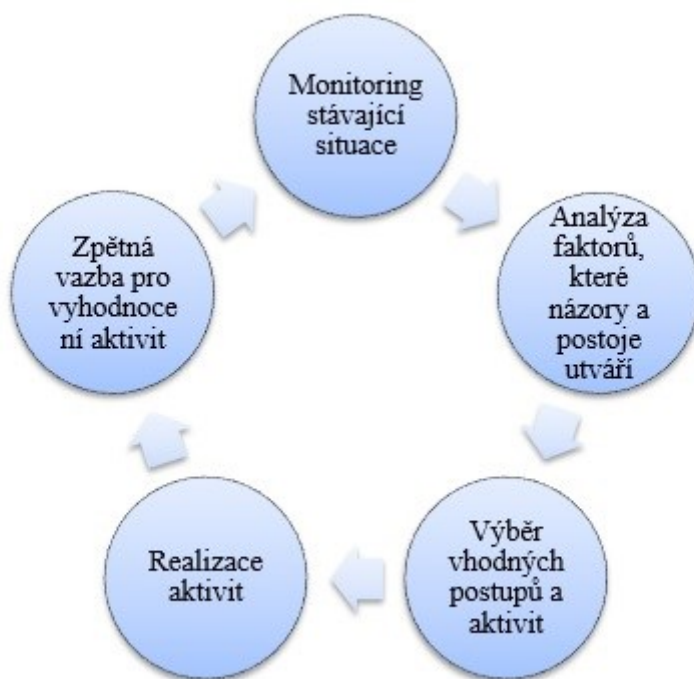 Monitoring
stávající
situace
Analýza
faktorů,
které
názory a
postoje
utváří
Výběr
vhodných
postupů a
aktivit
Realizace
aktivit
Zpětná
vazba pro
vyhodnoce
ní aktivit